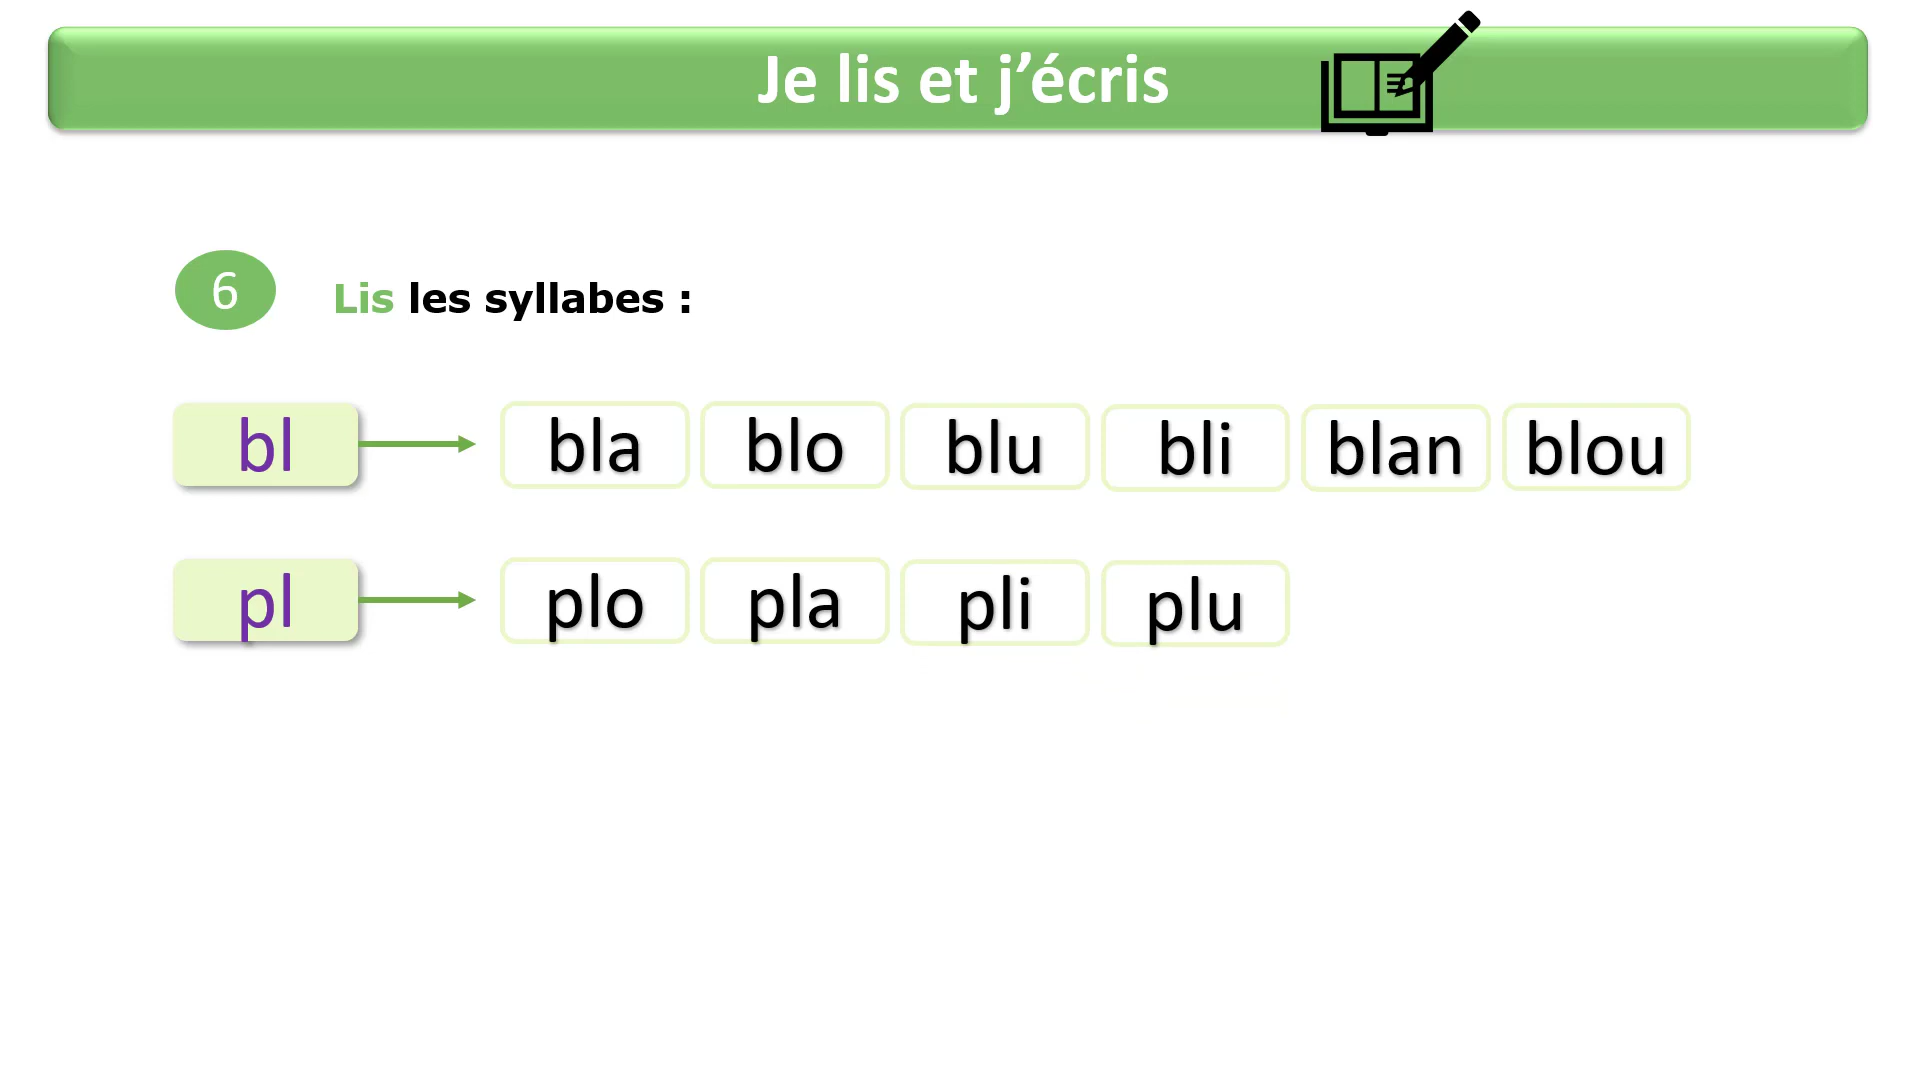 Je lis et j’écris
6 Lis les syllabes :
bl bla blo blu bli blan blou
pl plo pla pli plu